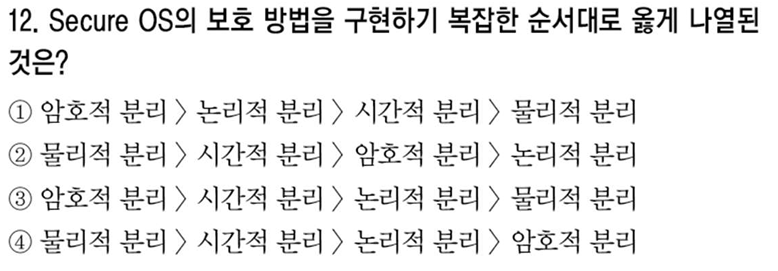 12. Secure OS의 보호 방법을 구현하기 복잡한 순서대로 옳게 나열된
것은?
① 암호적 분리 > 논리적 분리 > 시간적 분리 > 물리적 분리
② 물리적 분리 > 시간적 분리 > 암호적 분리 > 논리적 분리
③ 암호적 분리 > 시간적 분리 > 논리적 분리 > 물리적 분리
④ 물리적 분리 > 시간적 분리 > 논리적 분리 > 암호적 분리